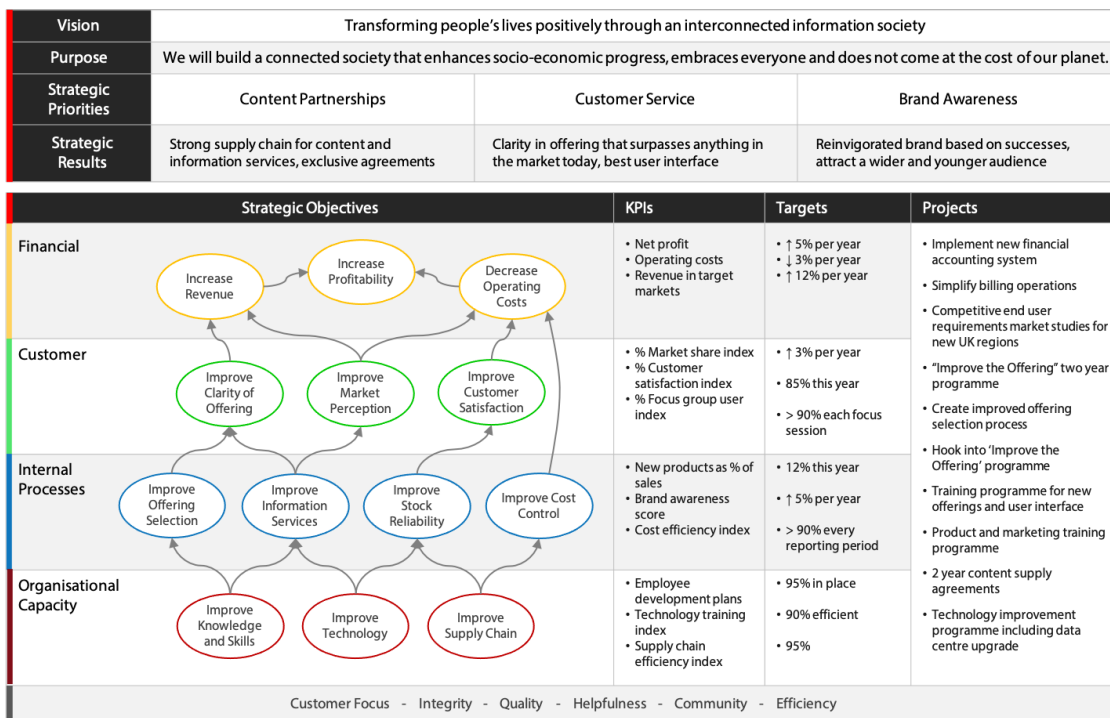 Vision
Transforming people's lives positively through an interconnected information society
Purpose
We will build a connected society that enhances socio-economic progress, embraces everyone and does not come at the cost of our planet.
Strategic
Priorities
Content Partnerships
Customer Service
Brand Awareness
Strategic
Results
Strong supply chain for content and
information services, exclusive agreements
Clarity in offering that surpasses anything in
the market today, best user interface
Reinvigorated brand based on successes,
attract a wider and younger audience
Strategic Objectives
KPIs
Targets
Projects
Financial
Increase
Revenue
Increase
Profitability
Decrease
Operating
Costs
• Net profit
• Operating costs
• Revenue in target
markets
• ↑ 5% per year
• ↓ 3% per year
• ↑ 12% per year
Customer
Improve
Clarity of
Offering
Improve
Market
Perception
Improve
Customer
Satisfaction
• % Market share index
• % Customer
satisfaction index
• % Focus group user
index
• ↑ 3% per year
• 85% this year
• > 90% each focus
session
Internal
Processes
Improve
Offering
Selection
Improve
Information
Services
Improve
Stock
Reliability
Improve Cost
Control
• New products as % of
sales
• Brand awareness
score
• Cost efficiency index
• 12% this year
• ↑ 5% per year
• > 90% every
reporting period
Organisational
Capacity
Improve
Knowledge
and Skills
Improve
Technology
Improve
Supply Chain
• Employee
development plans
• Technology training
index
• Supply chain
efficiency index
• 95% in place
• 90% efficient
• 95%
• Implement new financial
accounting system
• Simplify billing operations
• Competitive end user
requirements market studies for
new UK regions
• "Improve the Offering" two year
programme
• Create improved offering
selection process
• Hook into 'Improve the
Offering' programme
• Training programme for new
offerings and user interface
• Product and marketing training
programme
• 2 year content supply
agreements
• Technology improvement
programme including data
centre upgrade
Customer Focus - Integrity - Quality - Helpfulness - Community - Efficiency